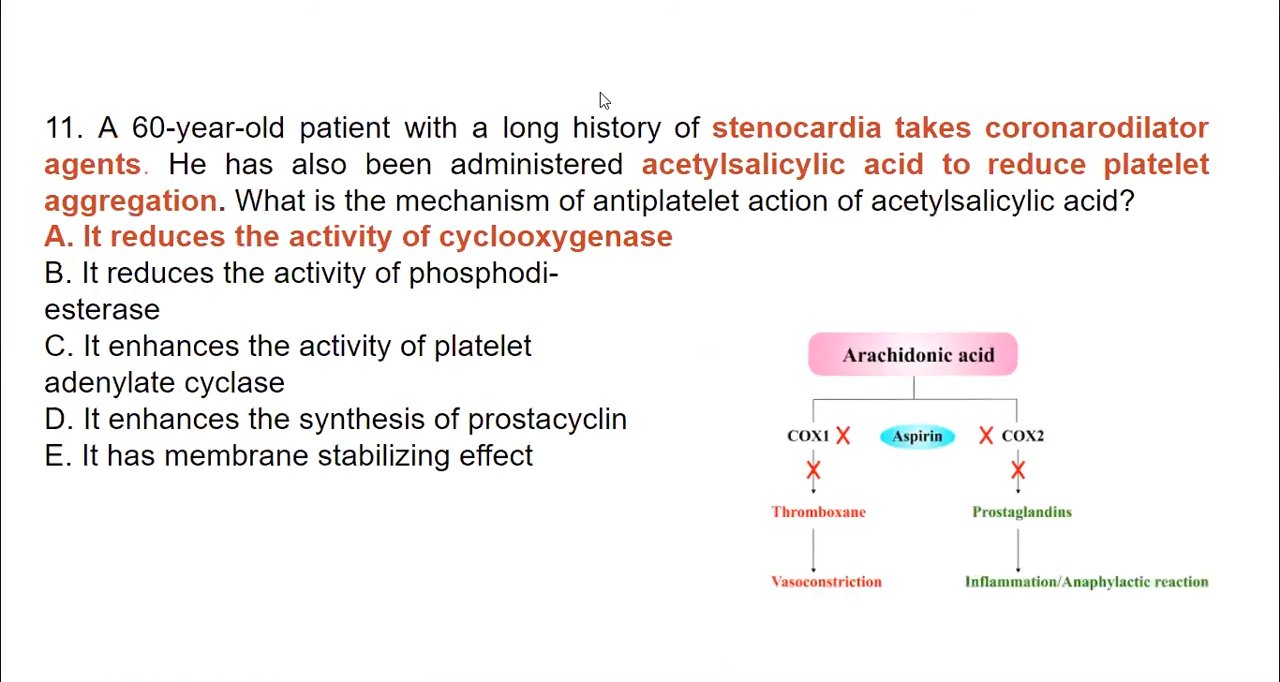 11. A 60-year-old patient with a long history of stenocardia takes coronarodilator
agents. He has also been administered acetylsalicylic acid to reduce platelet
aggregation. What is the mechanism of antiplatelet action of acetylsalicylic acid?
A. It reduces the activity of cyclooxygenase
B. It reduces the activity of phosphodi-
esterase
C. It enhances the activity of platelet
adenylate cyclase
D. It enhances the synthesis of prostacyclin
E. It has membrane stabilizing effect
Arachidonic acid
COX1 X Aspirin X COX2
X X
Thromboxane Prostaglandins
Vasoconstriction Inflammation/Anaphylactic reaction